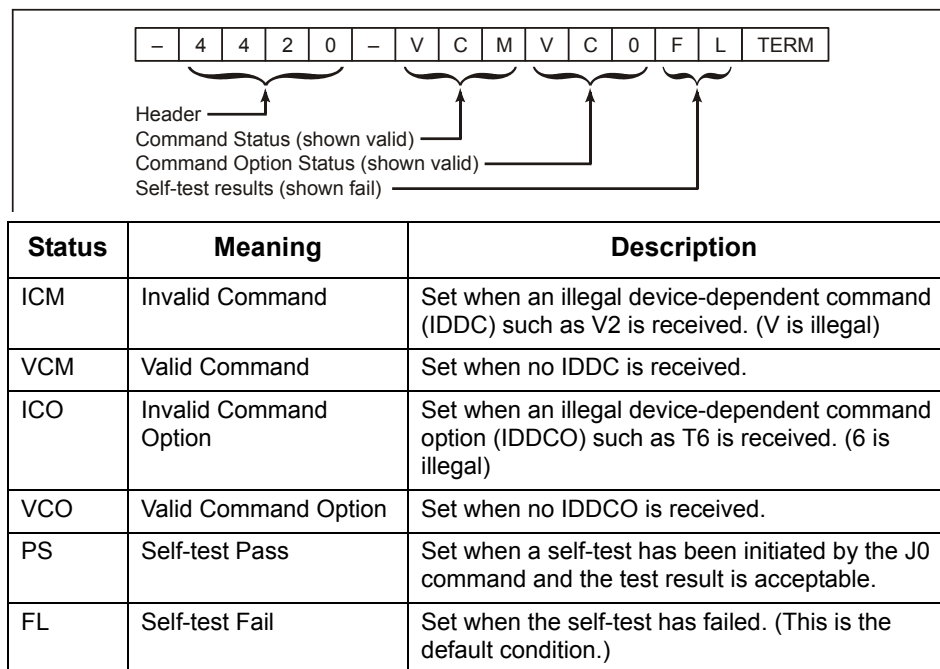 – 4 4 2 0 – V C M V C 0 F L TERM
Header
Command Status (shown valid)
Command Option Status (shown valid)
Self-test results (shown fail)
Status Meaning Description
ICM Invalid Command Set when an illegal device-dependent command
(IDDC) such as V2 is received. (V is illegal)
VCM Valid Command Set when no IDDC is received.
ICO Invalid Command Set when an illegal device-dependent command
Option option (IDDCO) such as T6 is received. (6 is
illegal)
VCO Valid Command Option Set when no IDDCO is received.
PS Self-test Pass Set when a self-test has been initiated by the J0
command and the test result is acceptable.
FL Self-test Fail Set when the self-test has failed. (This is the
default condition.)